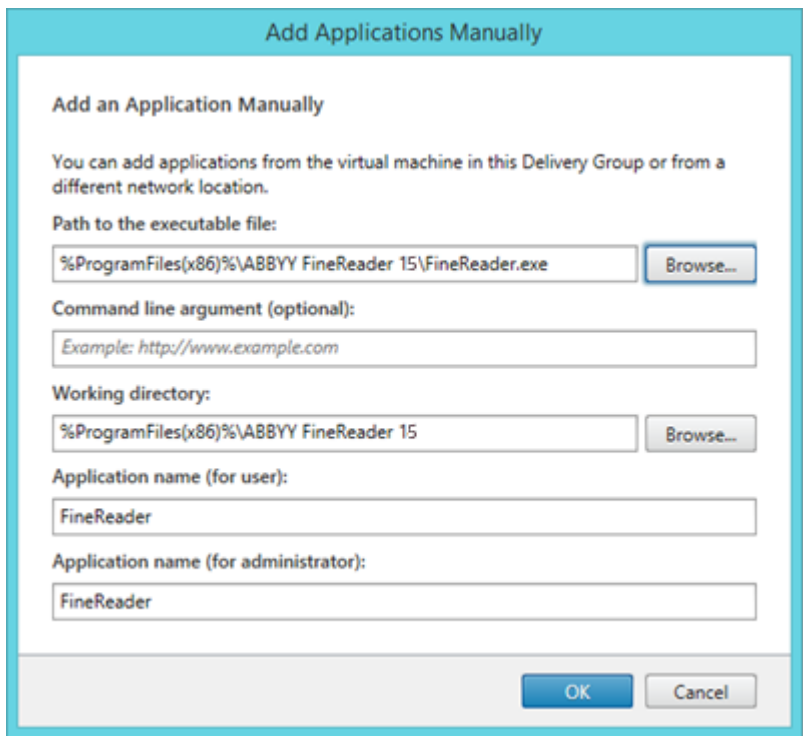 Add Applications Manually
Add an Application Manually
You can add applications from the virtual machine in this Delivery Group or from a
different network location.
Path to the executable file:
%ProgramFiles(x86)%\ABBYY FineReader 15\FineReader.exe
Browse...
Command line argument (optional):
Example: http://www.example.com
Working directory:
%ProgramFiles(x86)%\ABBYY FineReader 15
Browse...
Application name (for user):
FineReader
Application name (for administrator):
FineReader
OK
Cancel